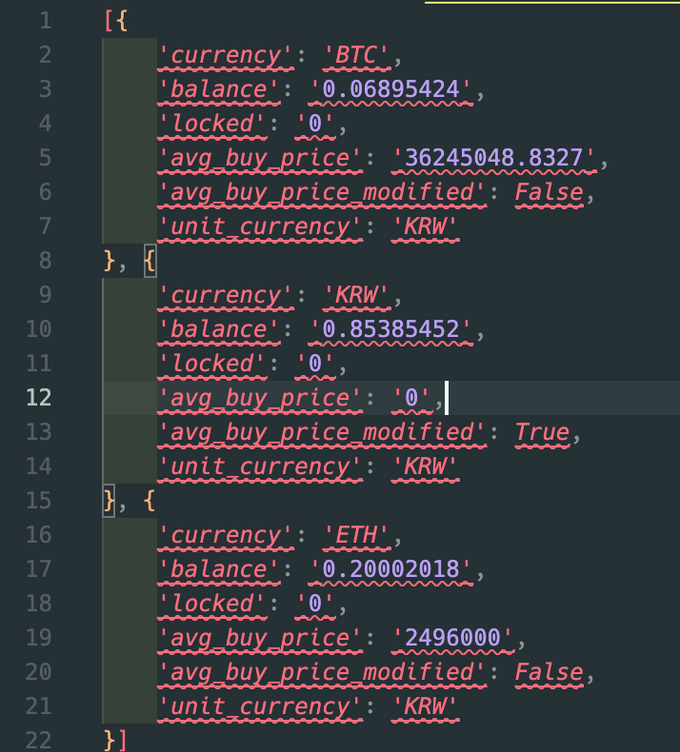 1 [{
2 'currency': 'BTC',
3 'balance': '0.06895424',
4 'locked': '0',
5 'avg_buy_price': '36245048.8327',
6 'avg_buy_price_modified': False,
7 'unit_currency': 'KRW'
8 }, {
9 'currency': 'KRW',
10 'balance': '0.85385452',
11 'locked': '0',
12 'avg_buy_price': '0',
13 'avg_buy_price_modified': True,
14 'unit_currency': 'KRW'
15 }, {
16 'currency': 'ETH',
17 'balance': '0.20002018',
18 'locked': '0',
19 'avg_buy_price': '2496000',
20 'avg_buy_price_modified': False,
21 'unit_currency': 'KRW'
22 }]